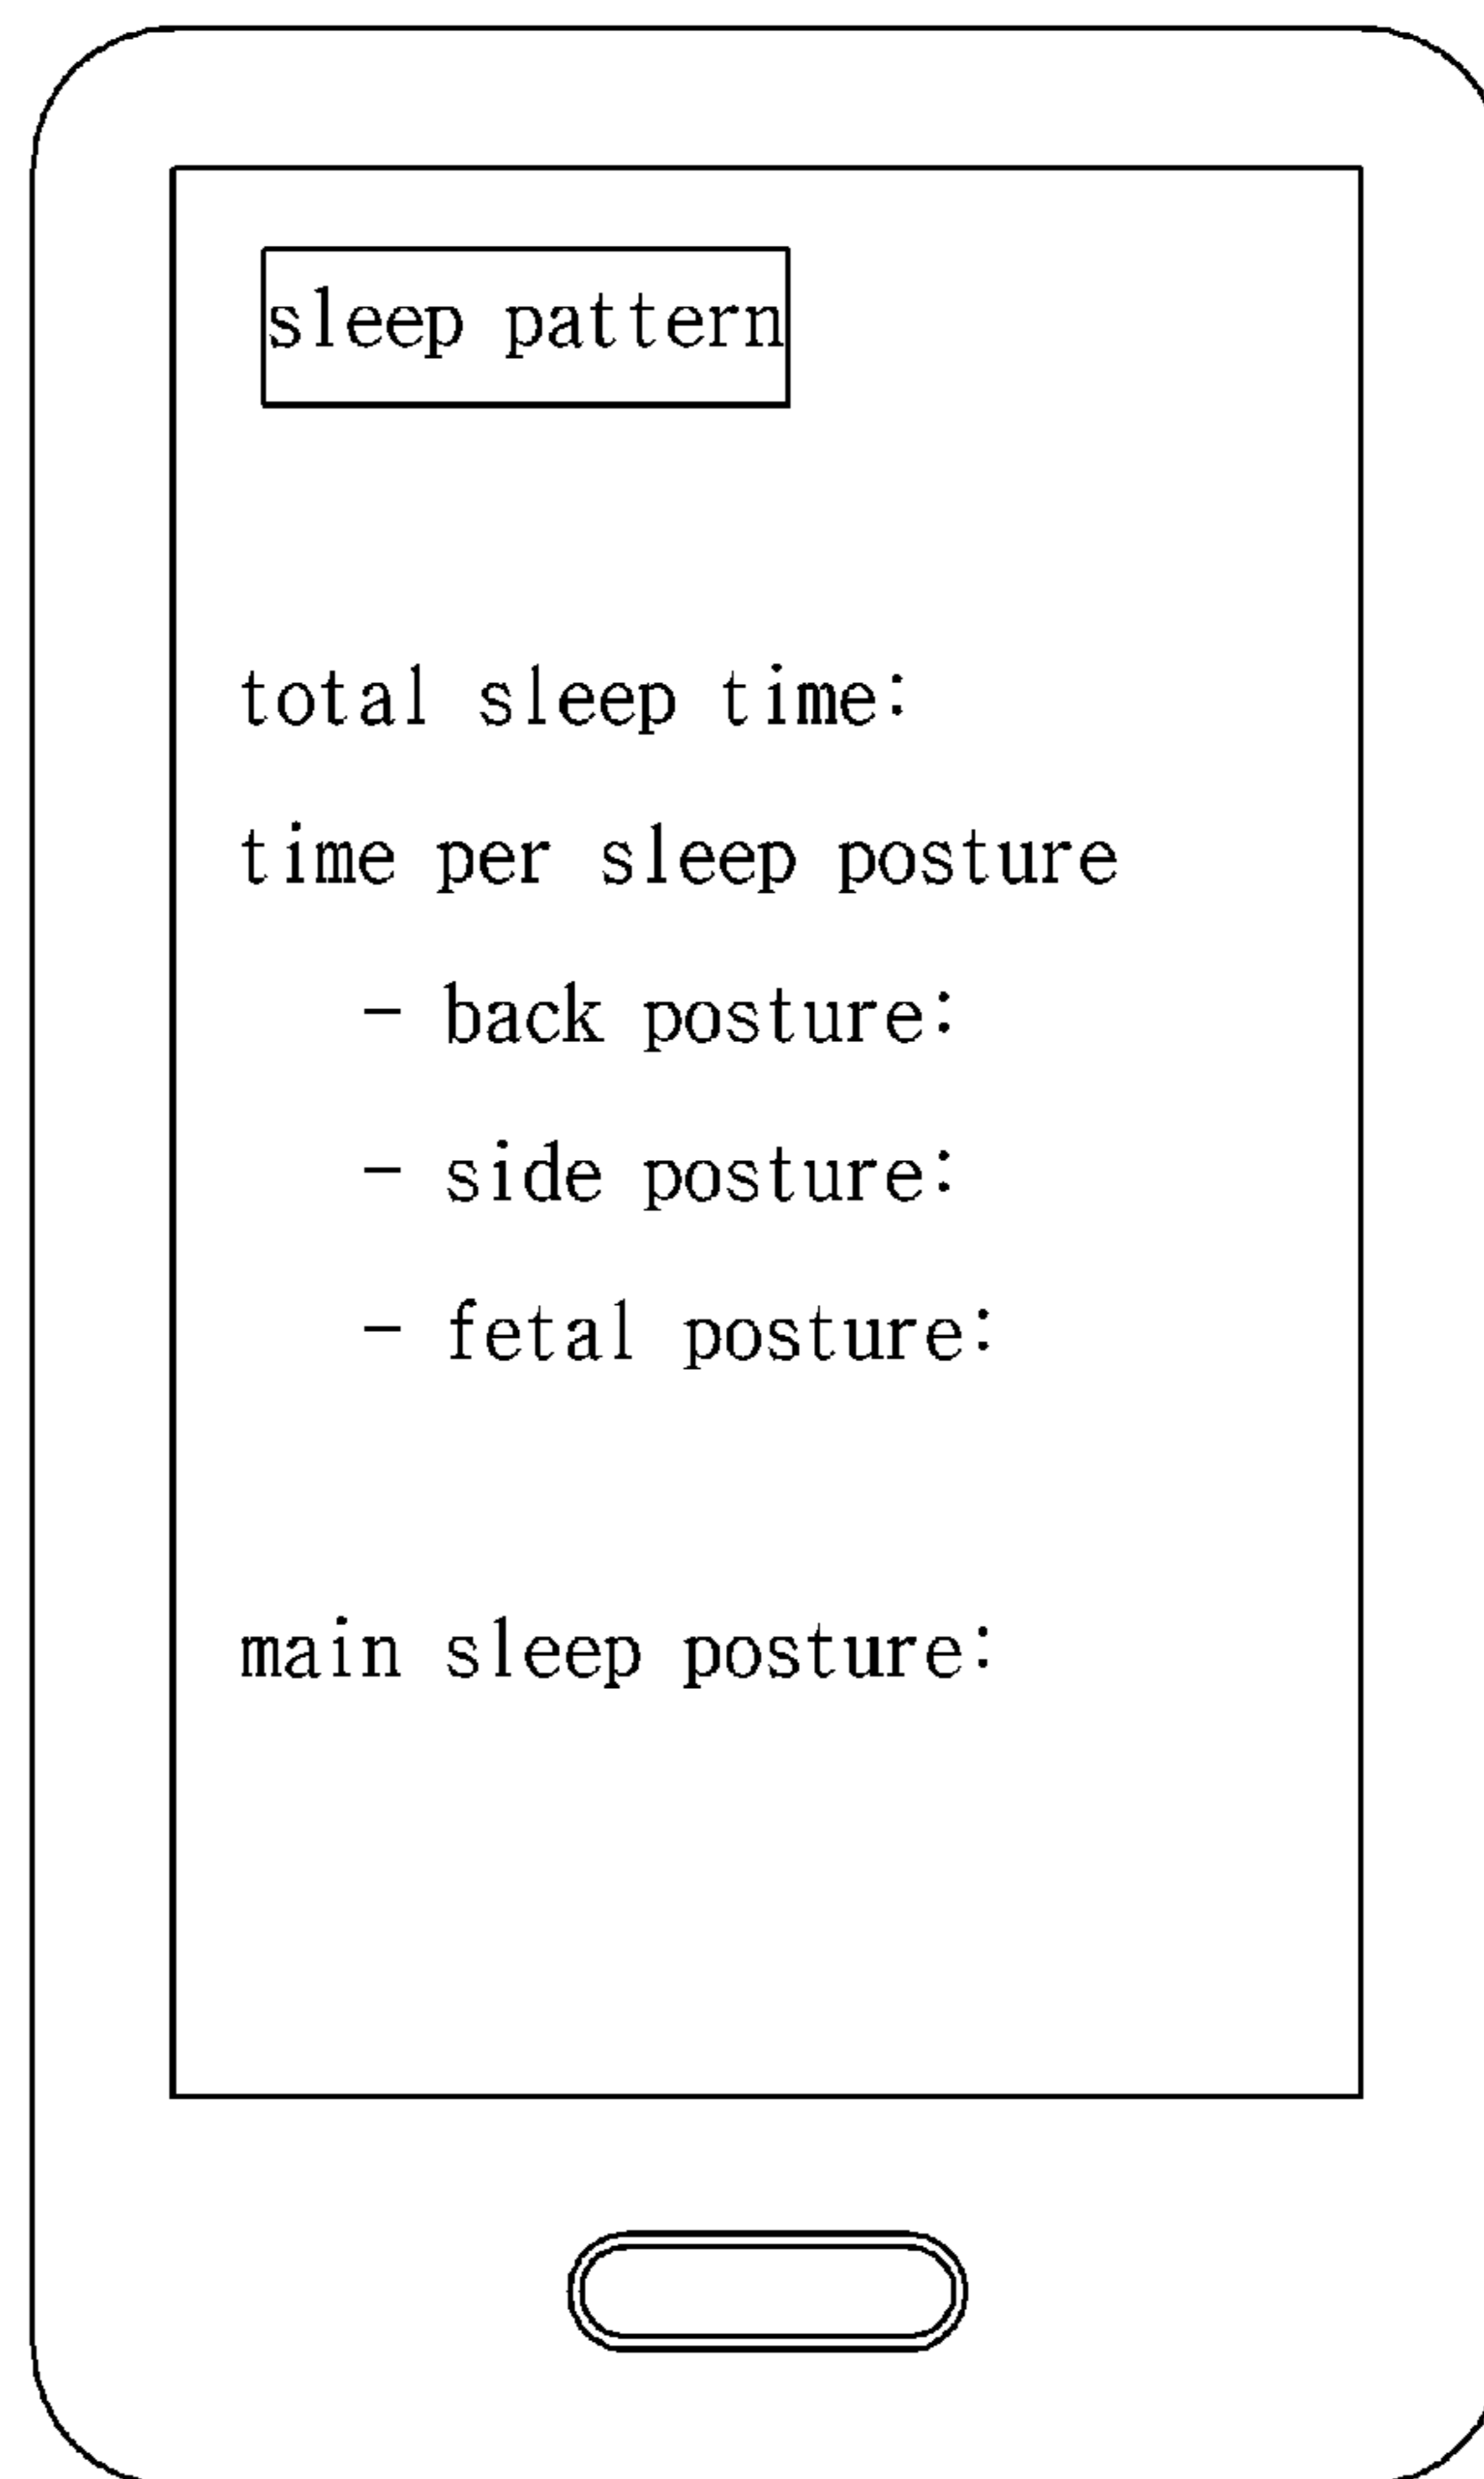 sleep pattern
total sleep time:
time per sleep posture
- back posture:
- side posture:
- fetal posture:
main sleep posture: